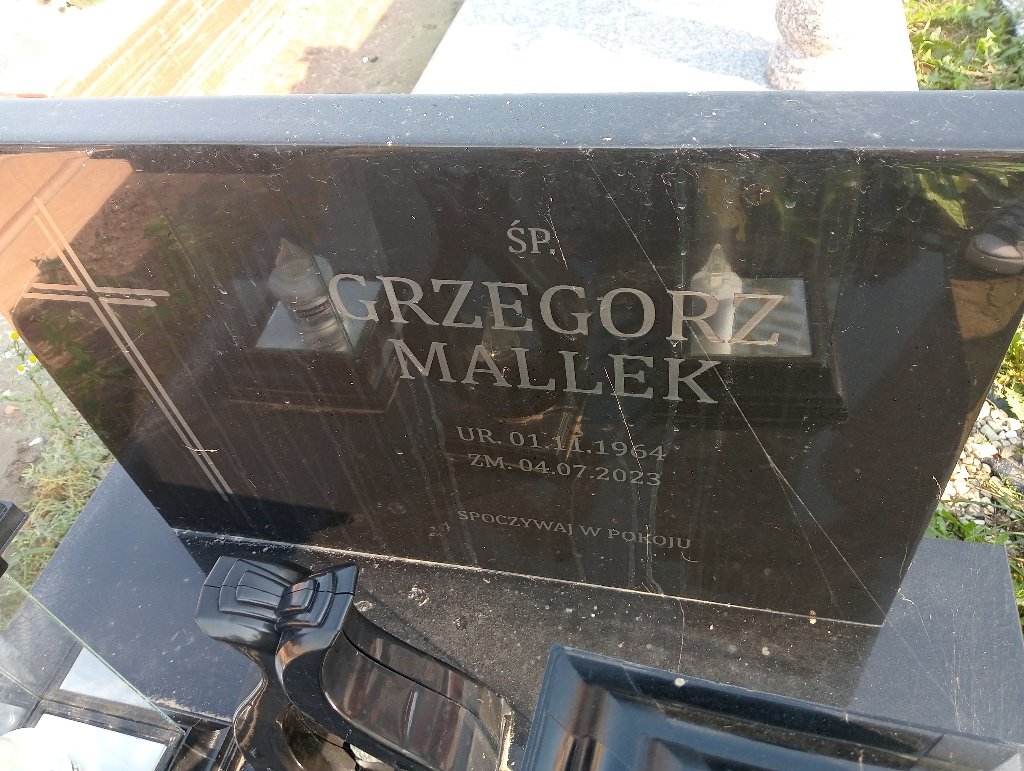 ŚP.
GRZEGORZ
MALLEK
UR. 01.11.1964
ZM. 04.07.2023
SPOCZYWAJ W POKOJU